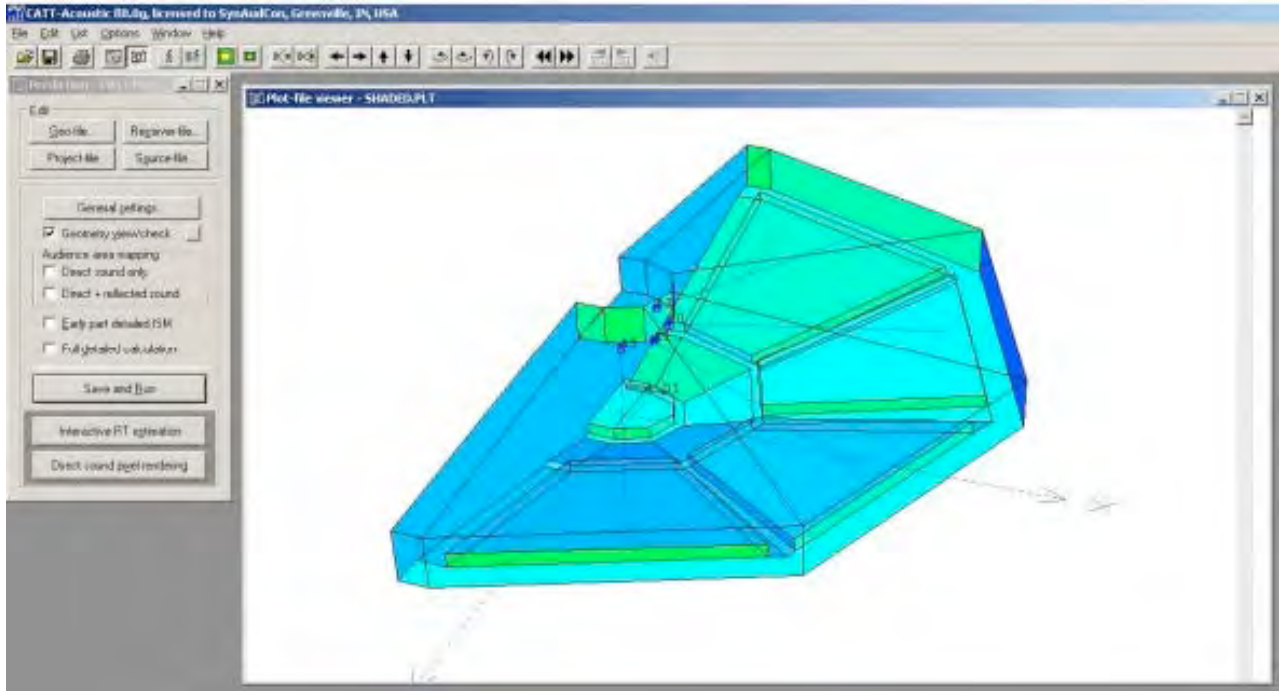 CATT-Acoustic v8.0g, licensed to SynAudCon, Greenville, IN, USA
File Edit List Options Window Help
Plot-file viewer - SHADED.PLT
Edit
Geo-file... Receiver-file...
Project-file Source-file...
General settings
Geometry view/check
Audience area mapping
Direct sound only
Direct + reflected sound
Early part detailed ISM
Full detailed calculation
Save and Run
Interactive RT estimation
Direct sound pixel rendering